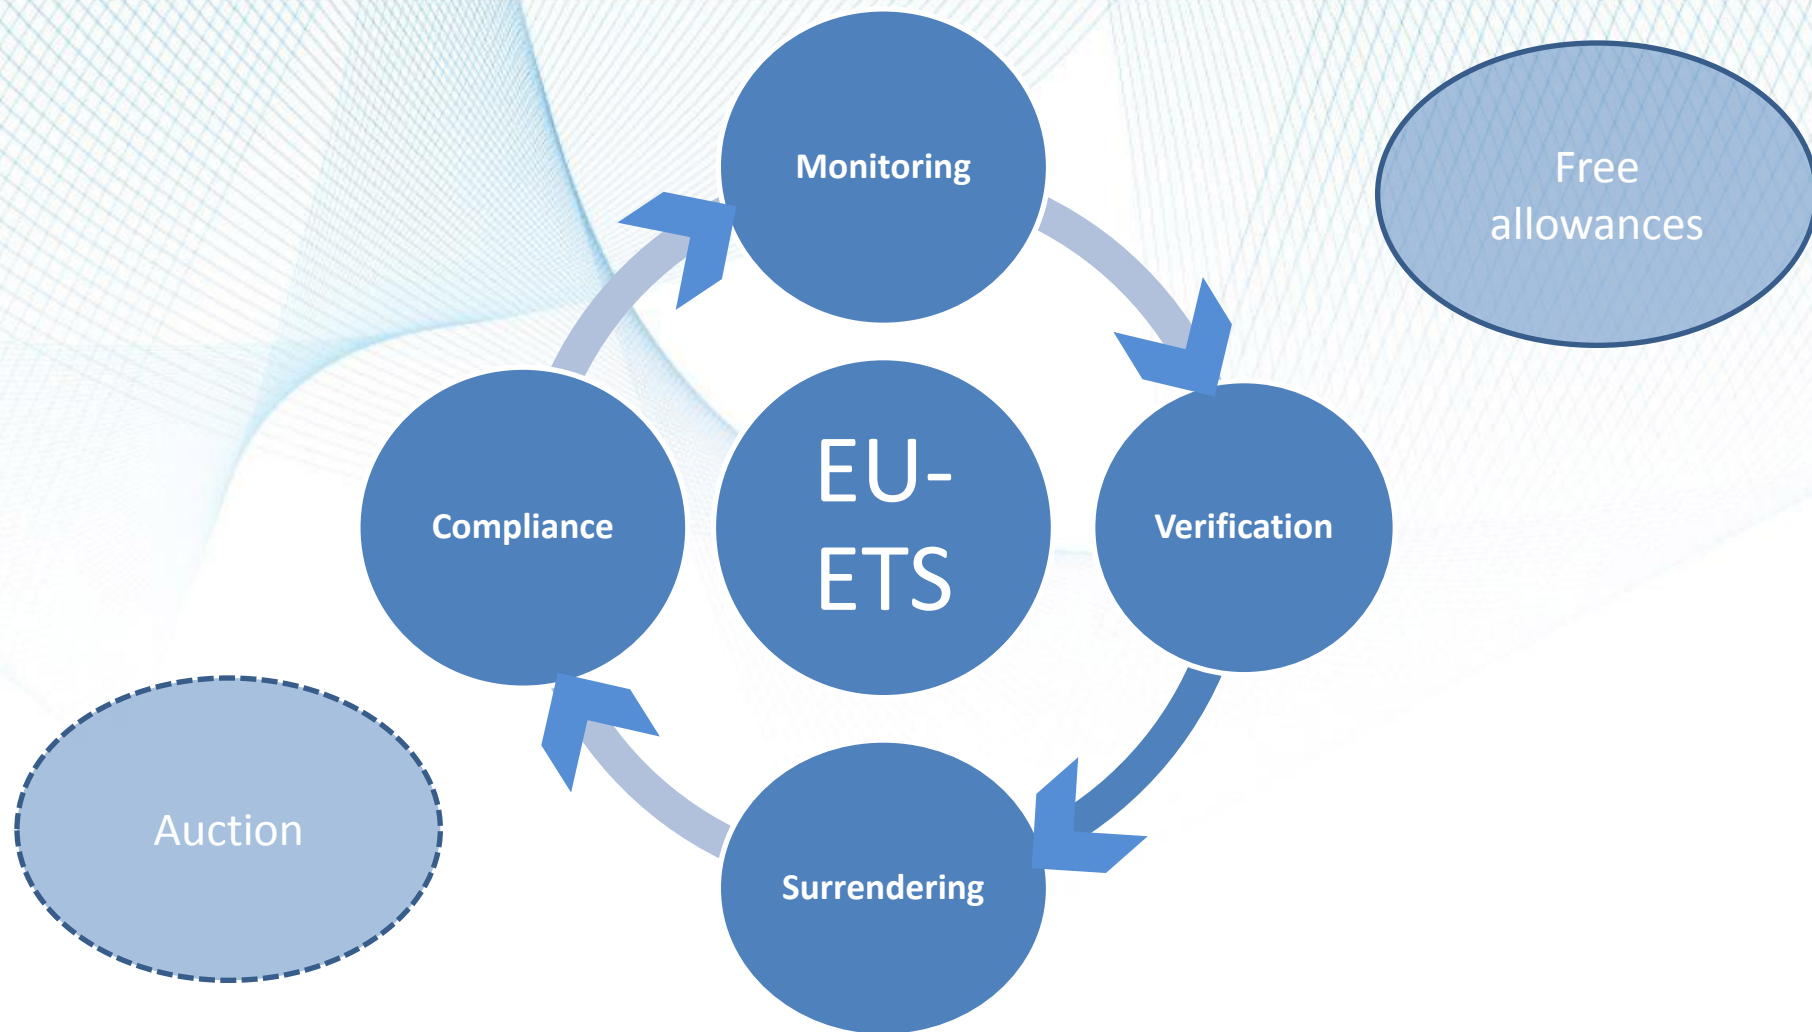 Monitoring
Free
allowances
EU-
ETS
Compliance
Verification
Auction
Surrendering